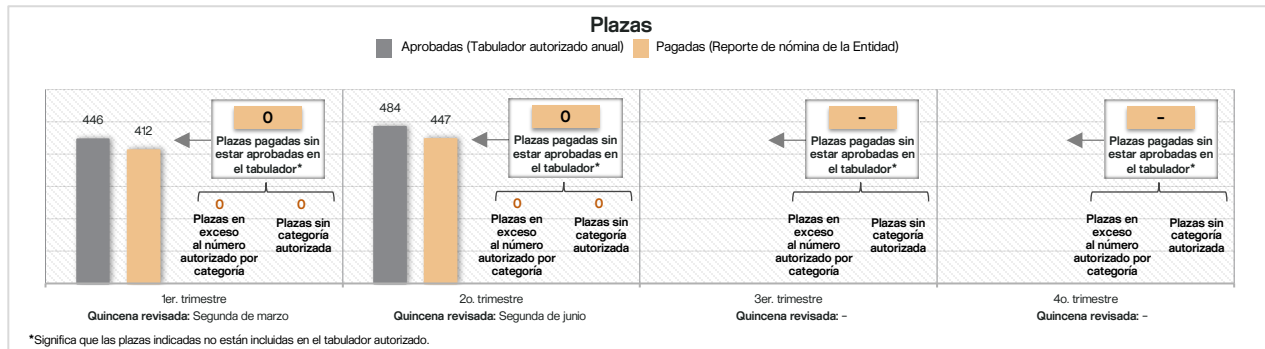 Plazas
Aprobadas (Tabulador autorizado anual) Pagadas (Reporte de nómina de la Entidad)
446
412
0
Plazas pagadas sin
estar aprobadas en
el tabulador*
0
0
Plazas en
exceso
al número
autorizado por
categoría
Plazas sin
categoría
autorizada
1er. trimestre
Quincena revisada: Segunda de marzo
484
447
0
Plazas pagadas sin
estar aprobadas en
el tabulador*
0
0
Plazas en
exceso
al número
autorizado por
categoría
Plazas sin
categoría
autorizada
2o. trimestre
Quincena revisada: Segunda de junio
-
Plazas pagadas sin
estar aprobadas en
el tabulador*
Plazas en
exceso
al número
autorizado por
categoría
Plazas sin
categoría
autorizada
3er. trimestre
Quincena revisada: -
-
Plazas pagadas sin
estar aprobadas en
el tabulador*
Plazas en
exceso
al número
autorizado por
categoría
Plazas sin
categoría
autorizada
4o. trimestre
Quincena revisada: -
*Significa que las plazas indicadas no están incluidas en el tabulador autorizado.